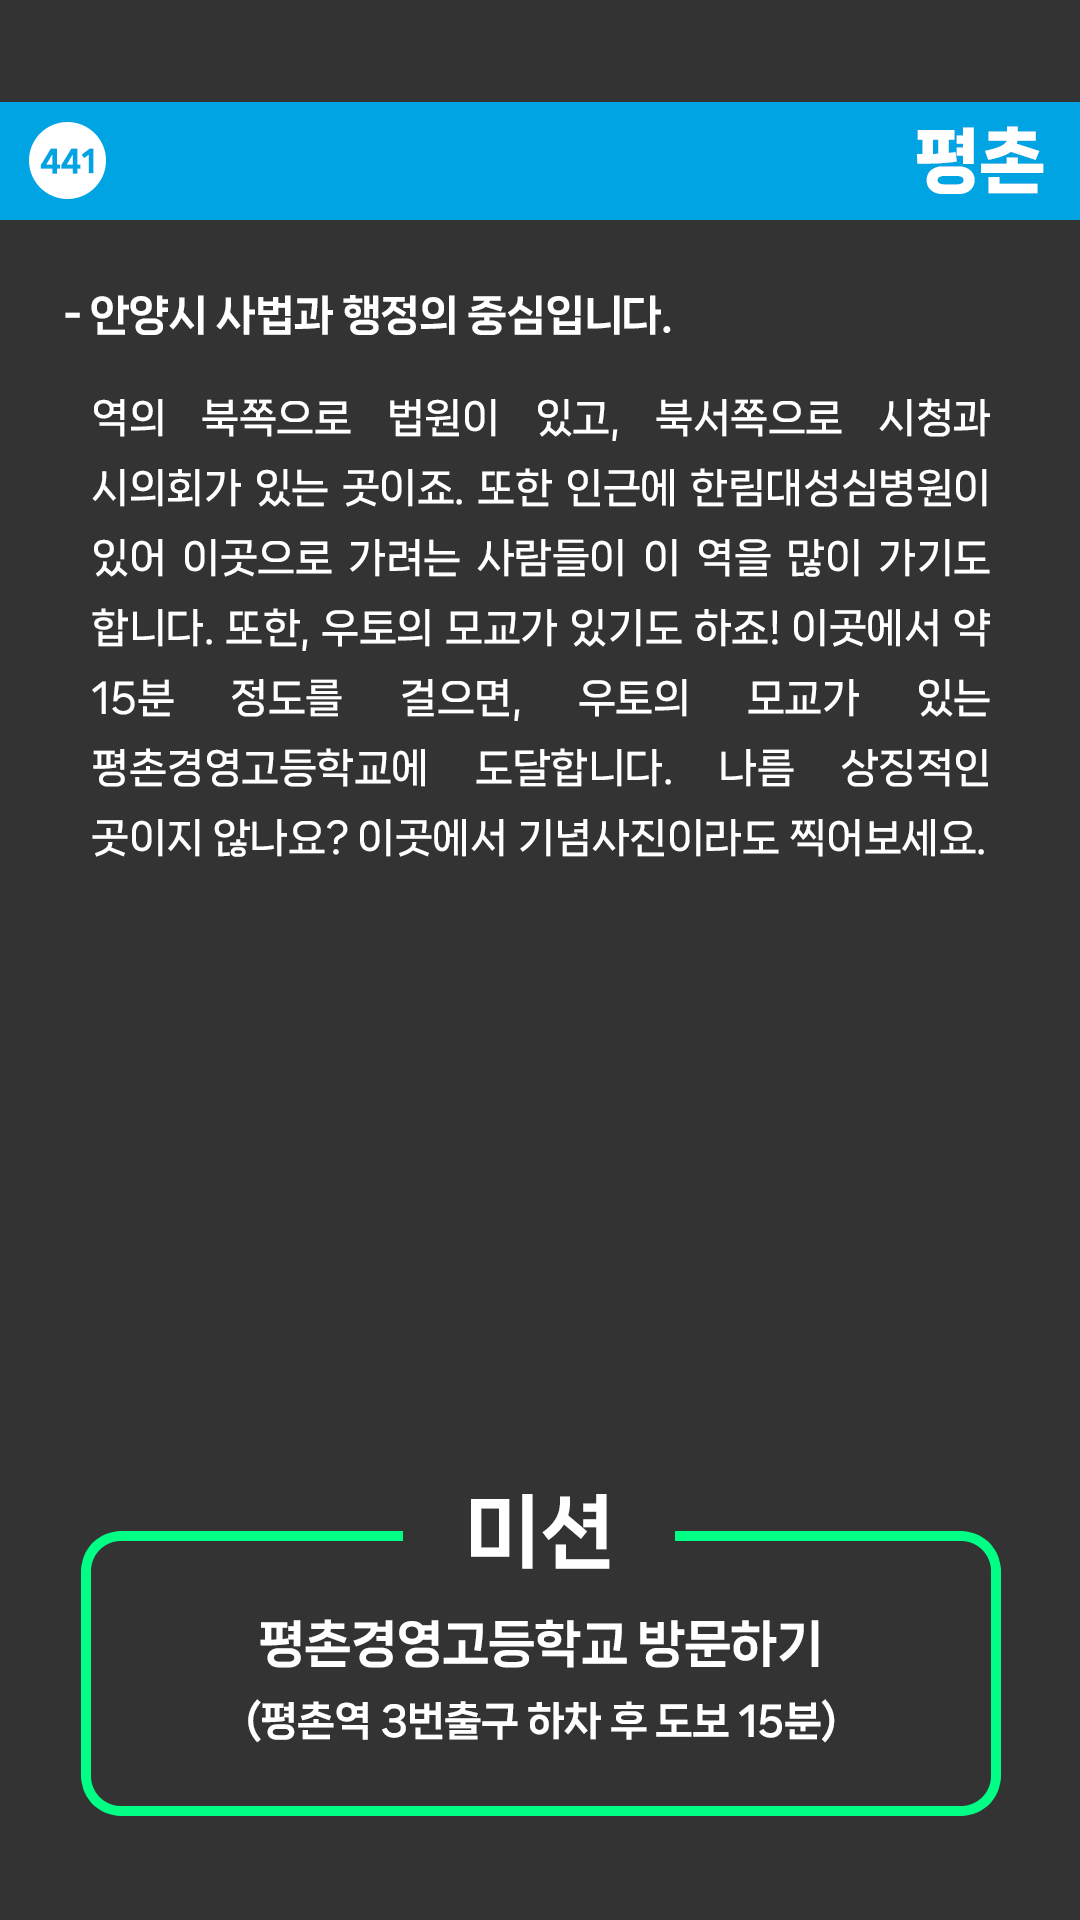 441
평촌
- 안양시 사법과 행정의 중심입니다.
역의 북쪽으로 법원이 있고, 북서쪽으로 시청과
시의회가 있는 곳이죠. 또한 인근에 한림대성심병원이
있어 이곳으로 가려는 사람들이 이 역을 많이 가기도
합니다. 또한, 우토의 모교가 있기도 하죠! 이곳에서 약
15분 정도를 걸으면, 우토의 모교가 있는
평촌경영고등학교에 도달합니다. 나름 상징적인
곳이지 않나요? 이곳에서 기념사진이라도 찍어보세요.
미션
평촌경영고등학교 방문하기
(평촌역 3번출구 하차 후 도보 15분)